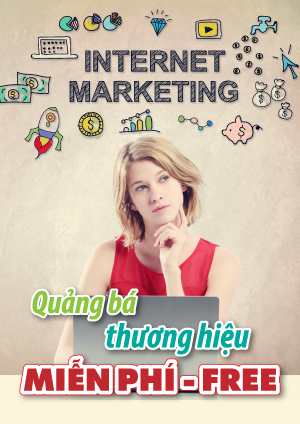 INTERNET
MARKETING
Quảng bá
thương hiệu
MIỄN PHÍ - FREE